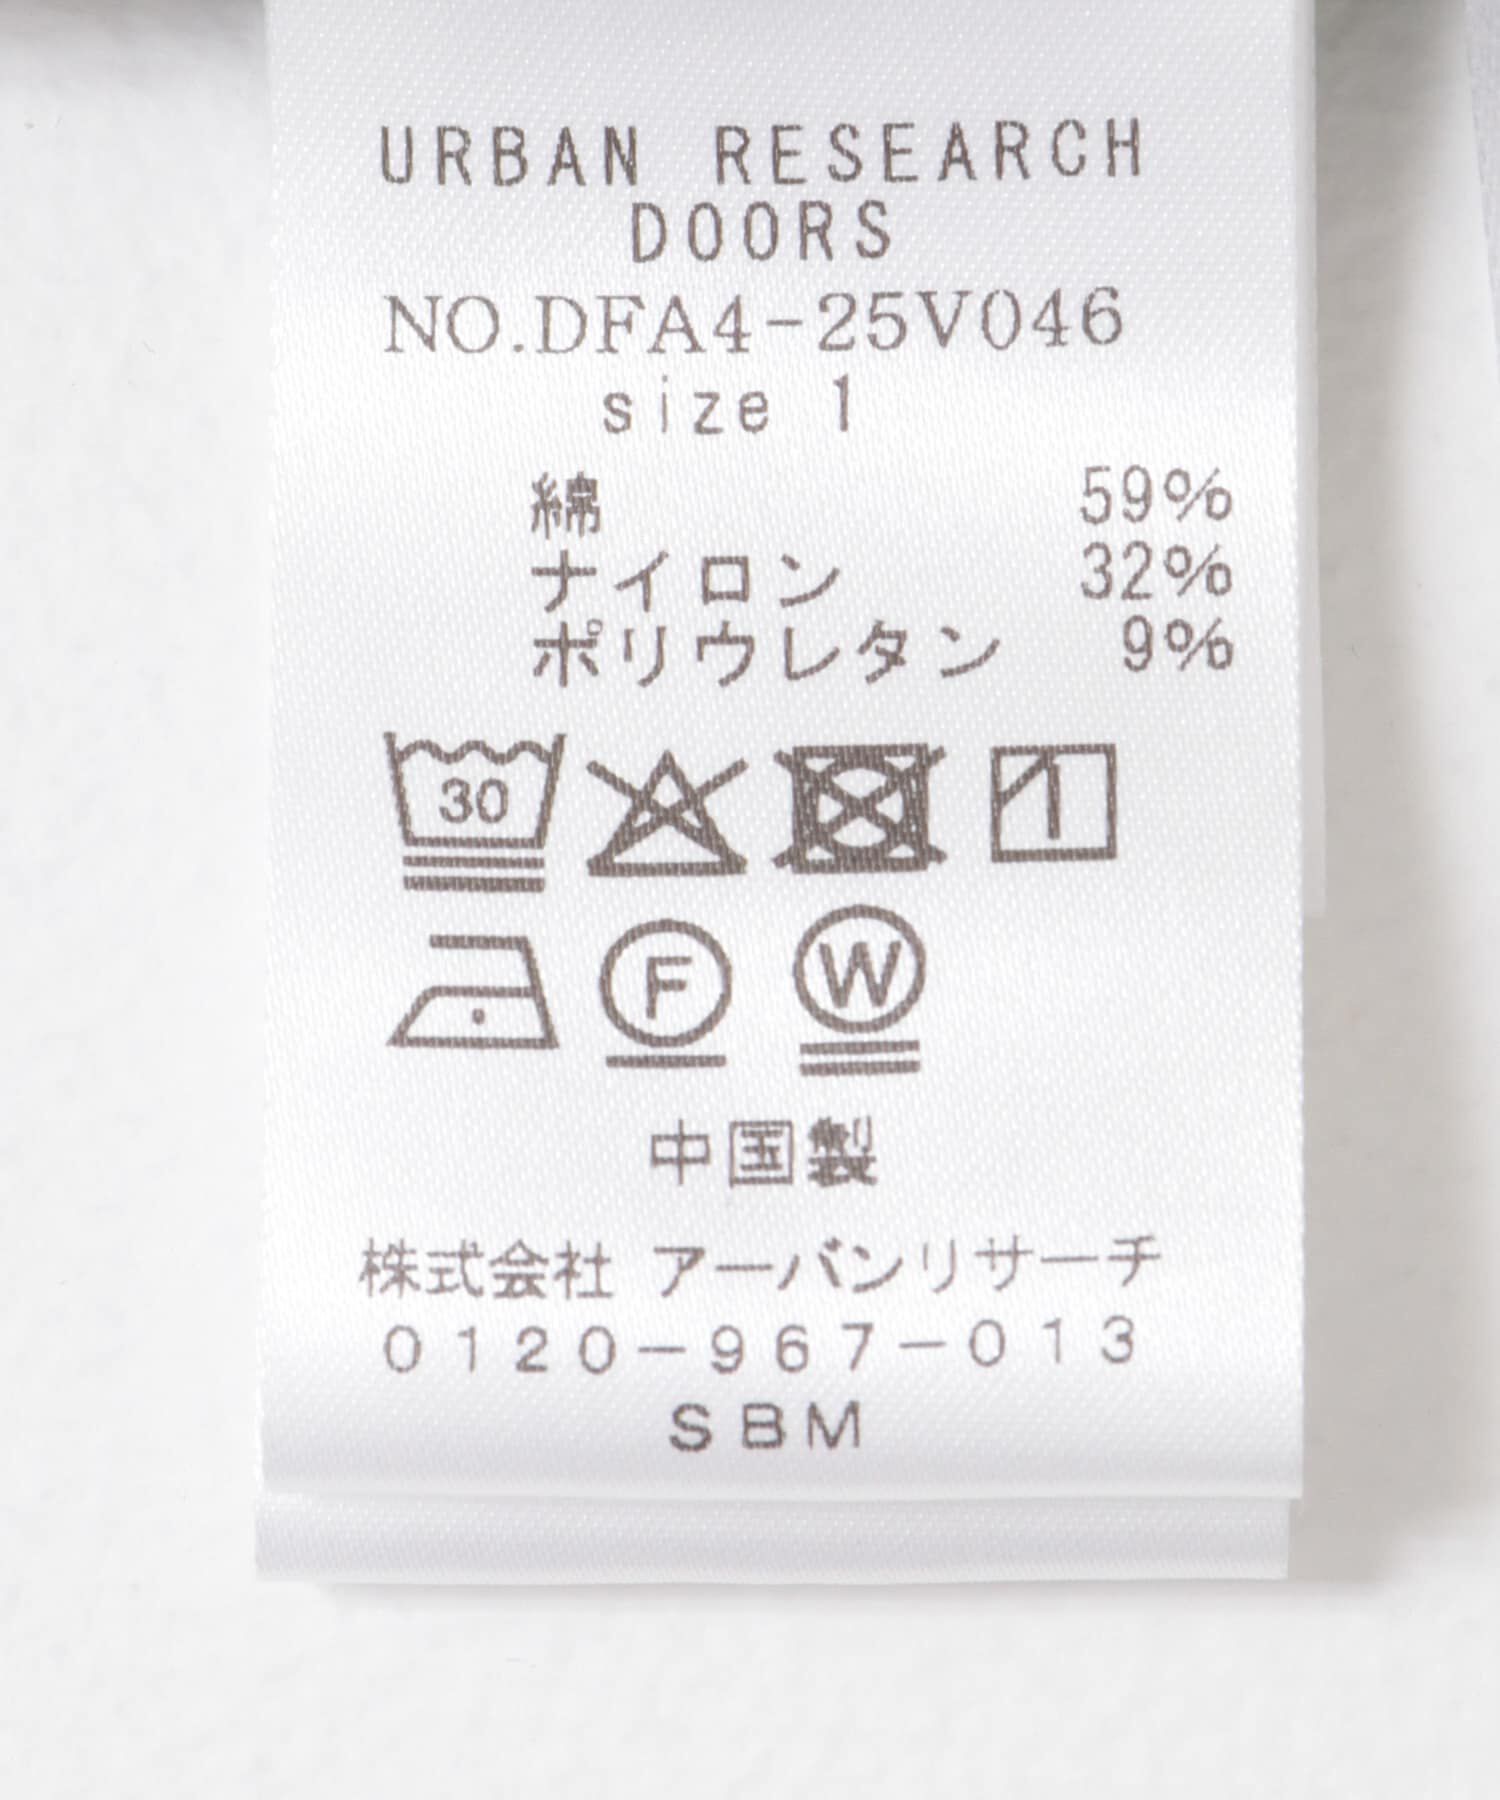 URBAN RESEARCH
DOORS
NO.DFA4-25V046
size 1
綿 59%
ナイロン 32%
ポリウレタン 9%
30
F W
中国製
株式会社 アーバンリサーチ
0120-967-013
SBM